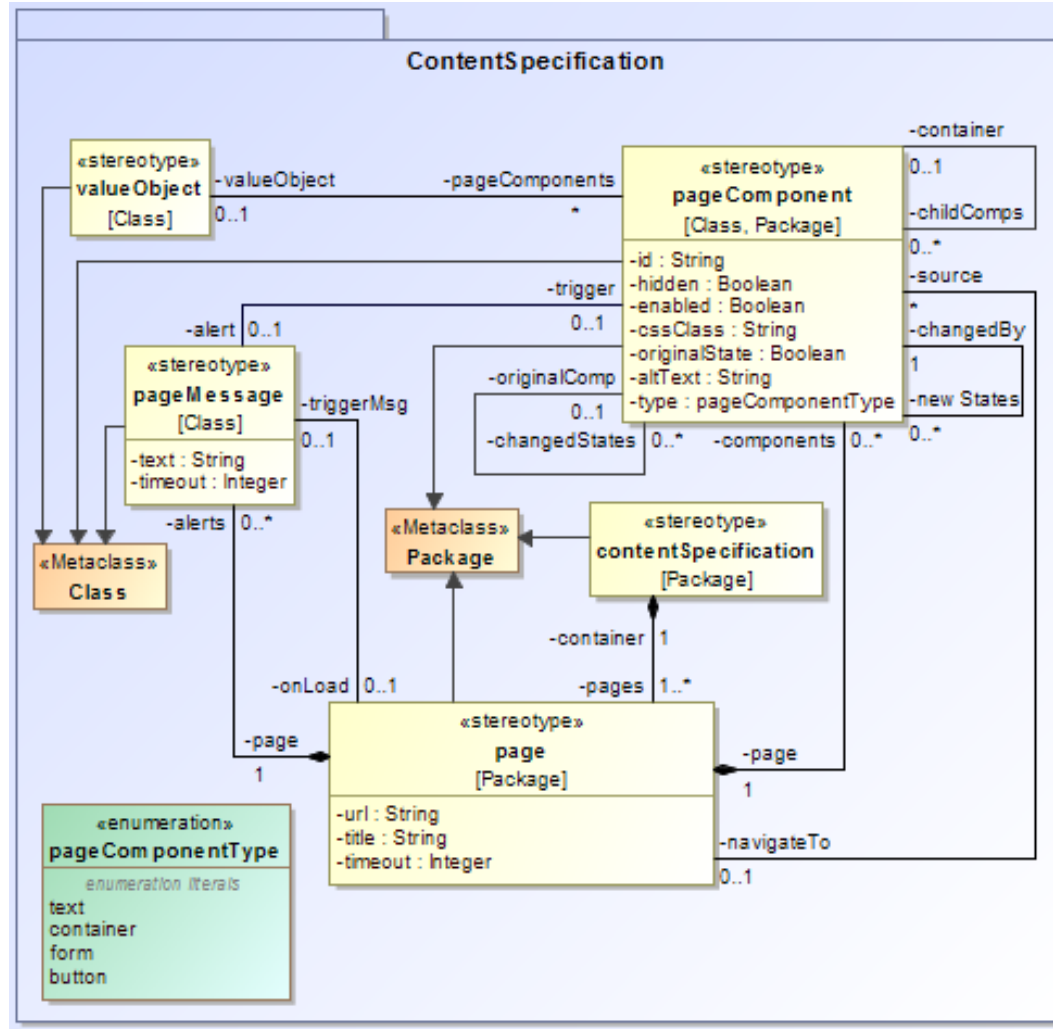 ContentSpecification
«stereotype»
valueObject
[Class]
-valueObject
0..1
-pageComponents
*
«stereotype»
pageComponent
[Class, Package]
-id : String
-hidden : Boolean
-enabled : Boolean
-cssClass : String
-originalState : Boolean
-altText : String
-type : pageComponentType
-container
0..1
-childComps
0..*
-source
*
-changedBy
1
-new States
0..*
-trigger
0..1
-alert
0..1
-originalComp
0..1
-changedStates
0..*
-components
0..*
«stereotype»
pageMessage
[Class]
-text : String
-timeout : Integer
-triggerMsg
0..1
-alerts
0..*
«Metaclass»
Class
«Metaclass»
Package
«stereotype»
contentSpecification
[Package]
-container
1
-pages
1..*
-onLoad
0..1
-page
1
«stereotype»
page
[Package]
-url : String
-title : String
-timeout : Integer
-page
1
-navigateTo
0..1
«enumeration»
pageComponentType
enumeration literals
text
container
form
button